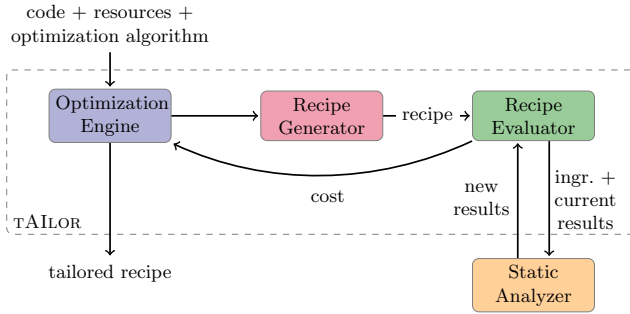 code + resources +
optimization algorithm
Optimization
Engine
Recipe
Generator
recipe
Recipe
Evaluator
cost
new
results
ingr. +
current
results
TAILOR
tailored recipe
Static
Analyzer